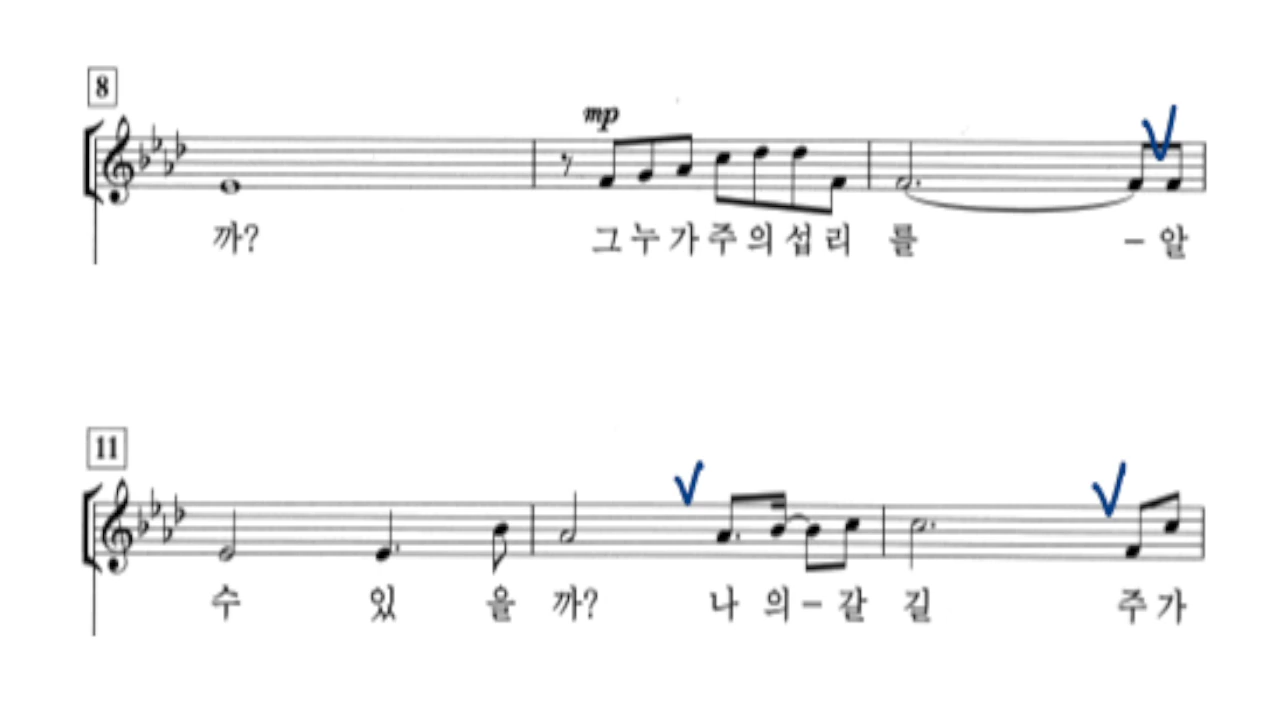 8
mp
까? 그 누 가 주 의 섭 리 를 - 알
11
수 있 을 까? 나 의 - 갈 길 주 가